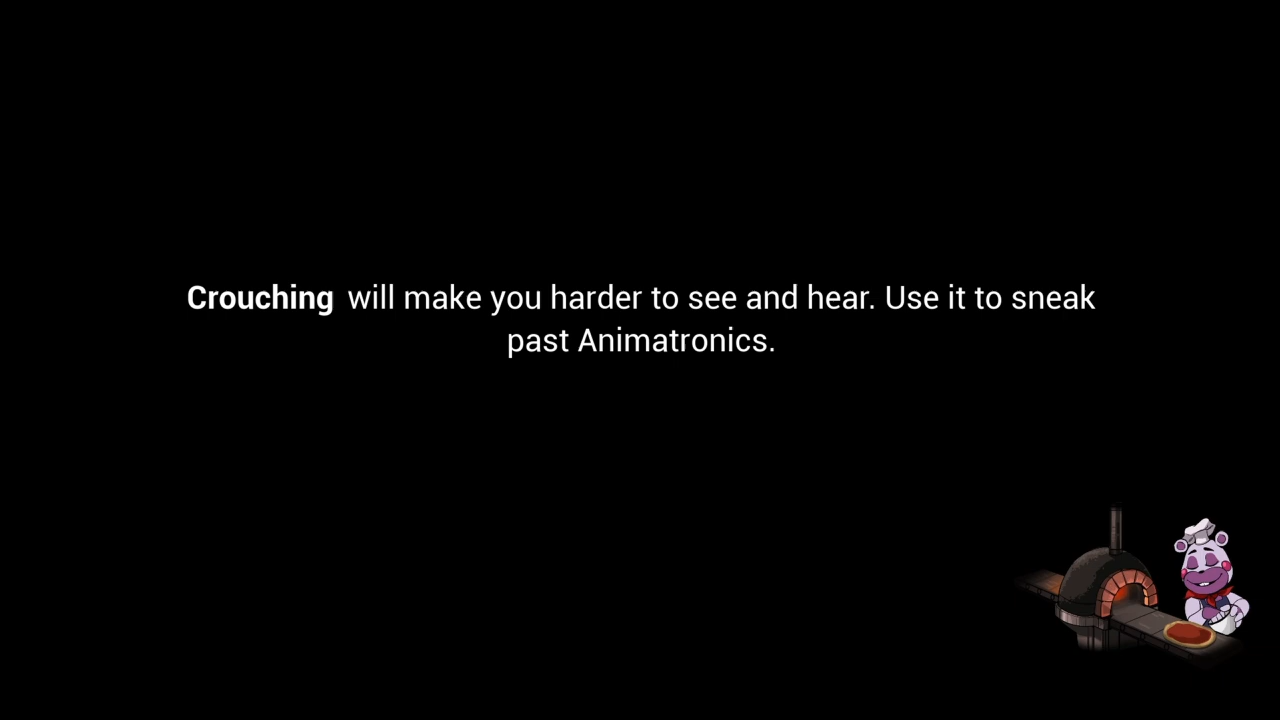 Crouching will make you harder to see and hear. Use it to sneak
past Animatronics.